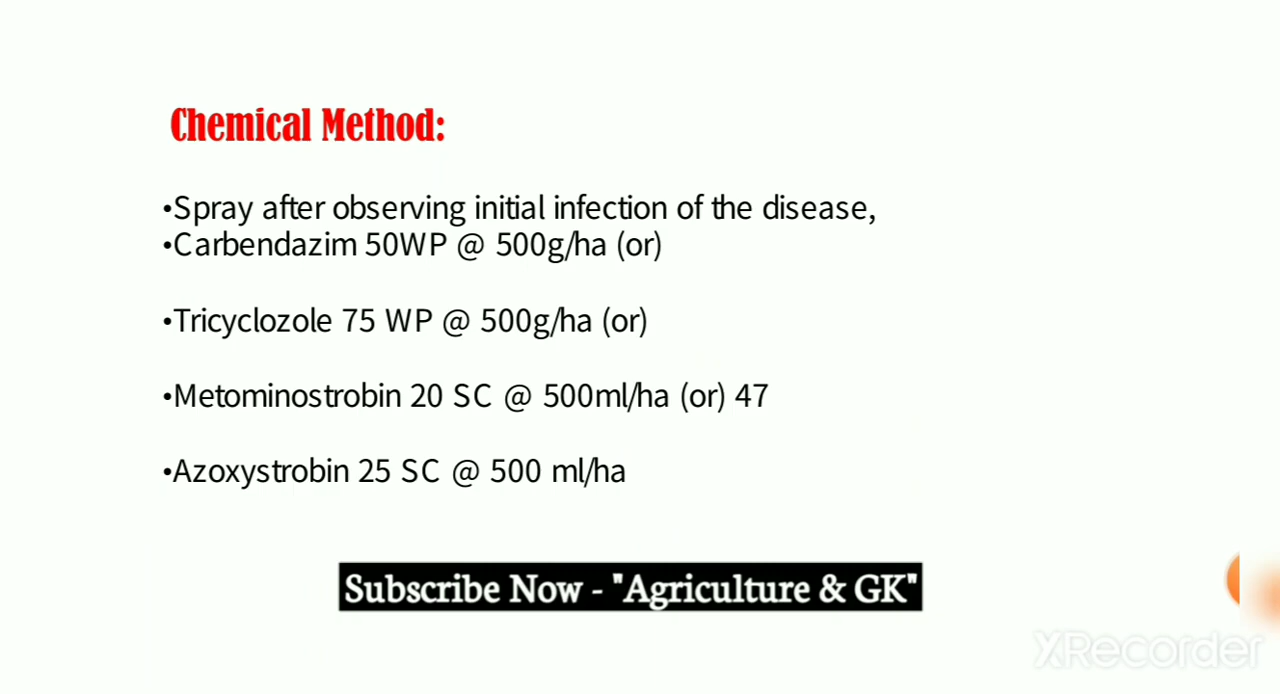 Chemical Method:
•Spray after observing initial infection of the disease,
•Carbendazim 50WP @ 500g/ha (or)
•Tricyclozole 75 WP @ 500g/ha (or)
•Metominostrobin 20 SC @ 500ml/ha (or) 47
•Azoxystrobin 25 SC @ 500 ml/ha
Subscribe Now - "Agriculture & GK"
XRecorder